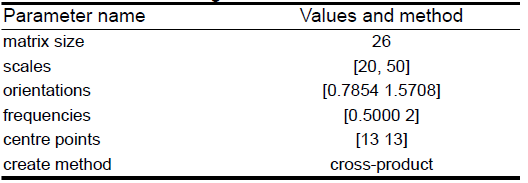 Parameter name Values and method
matrix size 26
scales [20, 50]
orientations [0.7854 1.5708]
frequencies [0.5000 2]
centre points [13 13]
create method cross-product